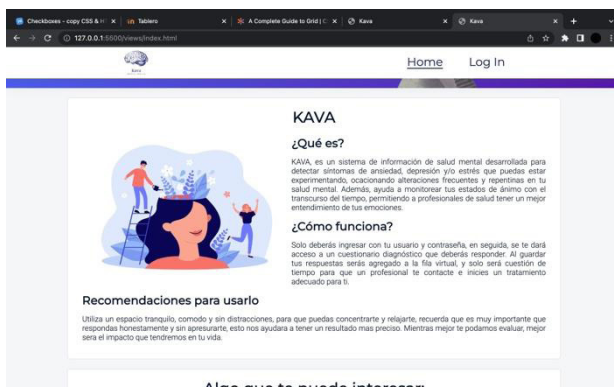 Checkboxes - copy CSS & H
Tablero
A Complete Guide to Grid | C
Kava
Kava
127.0.0.1:5500/views/index.html
Kava
Home
Log In
KAVA
¿Qué es?
KAVA, es un sistema de información de salud mental desarrollada para
detectar síntomas de ansiedad, depresión y/o estrés que puedas estar
experimentando, ocacionando alteraciones frecuentes y repentinas en tu
salud mental. Además, ayuda a monitorear tus estados de ánimo con el
transcurso del tiempo, permitiendo a profesionales de salud tener un mejor
entendimiento de tus emociones.
¿Cómo funciona?
Solo deberás ingresar con tu usuario y contraseña, en seguida, se te dará
acceso a un cuestionario diagnóstico que deberás responder. Al guardar
tus respuestas serás agregado a la fila virtual, y solo será cuestión de
tiempo para que un profesional te contacte e inicies un tratamiento
adecuado para ti.
Recomendaciones para usarlo
Utiliza un espacio tranquilo, comodo y sin distracciones, para que puedas concentrarte y relajarte, recuerda que es muy importante que
respondas honestamente y sin apresurarte, esto nos ayudara a tener un resultado mas preciso. Mientras mejor te podamos evaluar, mejor
sera el impacto que tendremos en tu vida.
Algo que te puede interesar: